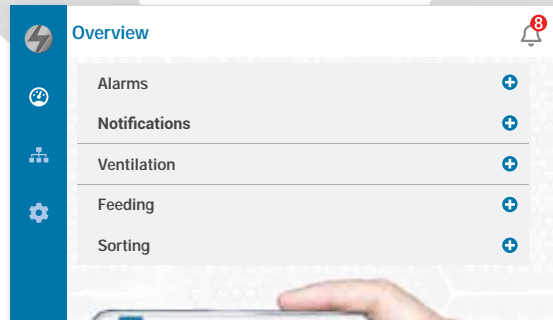 Overview
8
Alarms
Notifications
Ventilation
Feeding
Sorting